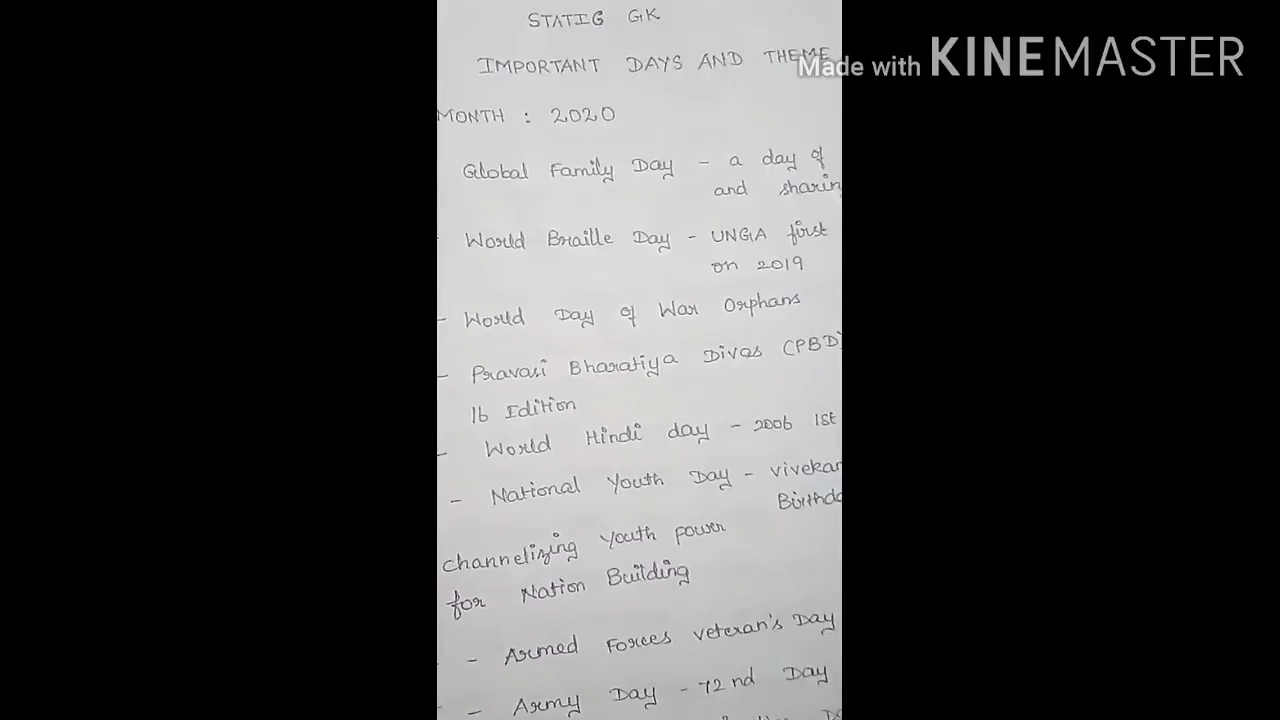 STATIC GK
IMPORTANT DAYS AND THEME
Made with KINEMASTER
MONTH : 2020
Global Family Day - a day of
and sharin
World Braille Day - UNGA first
on 2019
- World Day of War Orphans
- Pravasi Bharatiya Divas (PBD)
16 Edition
- World Hindi day - 2006 1st
- National Youth Day - vivekan
Birthda
channelizing Youth power
for Nation Building
- Armed Forces veteran's Day
- Army Day - 72nd Day